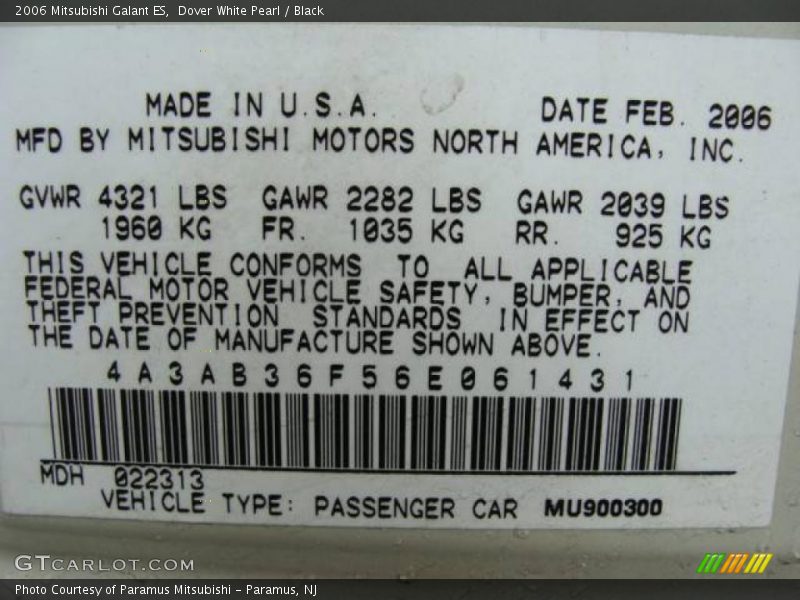 2006 Mitsubishi Galant ES, Dover White Pearl / Black
MADE IN U.S.A. DATE FEB. 2006
MFD BY MITSUBISHI MOTORS NORTH AMERICA, INC.
GVWR 4321 LBS GAWR 2282 LBS GAWR 2039 LBS
1960 KG FR. 1035 KG RR. 925 KG
THIS VEHICLE CONFORMS TO ALL APPLICABLE
FEDERAL MOTOR VEHICLE SAFETY, BUMPER, AND
THEFT PREVENTION STANDARDS IN EFFECT ON
THE DATE OF MANUFACTURE SHOWN ABOVE.
4A3AB36F56E061431
MDH 022313
VEHICLE TYPE: PASSENGER CAR MU900300
GTCARLOT.COM
Photo Courtesy of Paramus Mitsubishi - Paramus, NJ